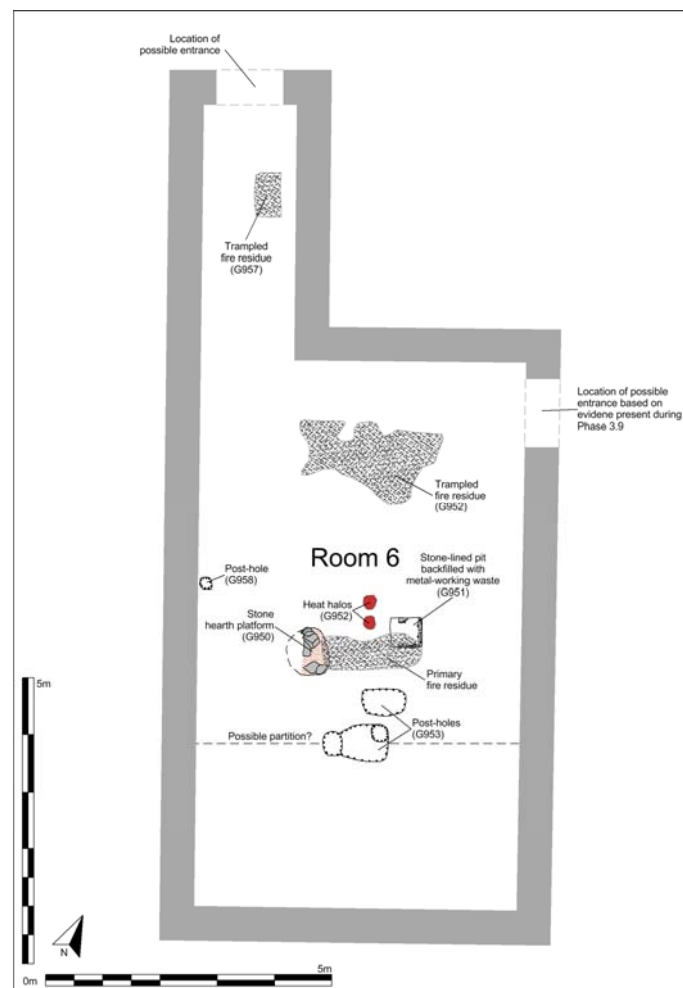 Location of
possible entrance
Trampled
fire residue
(G957)
Location of possible
entrance based on
evidene present during
Phase 3.9
Trampled
fire residue
(G952)
Room 6
Post-hole
(G958)
Stone-lined pit
backfilled with
metal-working waste
(G951)
Heat halos
(G952)
Stone
hearth platform
(G950)
Primary
fire residue
Post-holes
(G953)
Possible partition?
5m
N
0m
5m